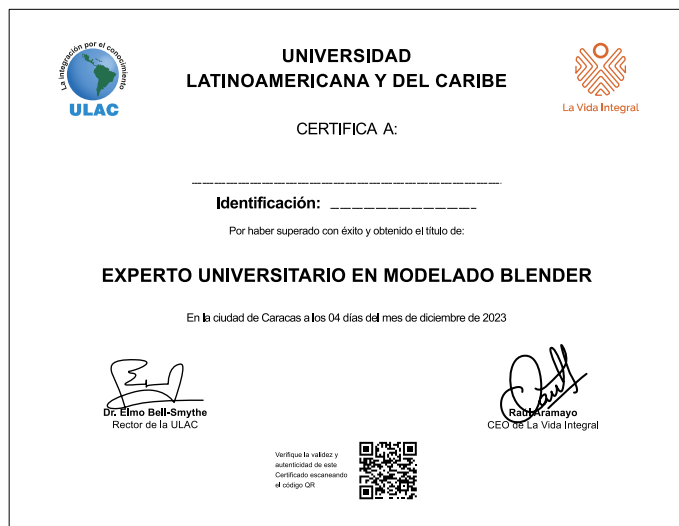 La integración por el conocimiento
ULAC
UNIVERSIDAD
LATINOAMERICANA Y DEL CARIBE
La Vida Integral
CERTIFICA A:
Identificación:
Por haber superado con éxito y obtenido el título de:
EXPERTO UNIVERSITARIO EN MODELADO BLENDER
En la ciudad de Caracas a los 04 días del mes de diciembre de 2023
Dr. Elmo Bell-Smythe
Rector de la ULAC
Raúl Aramayo
CEO de La Vida Integral
Verifique la validez y
autenticidad de este
Certificado escaneando
el código QR